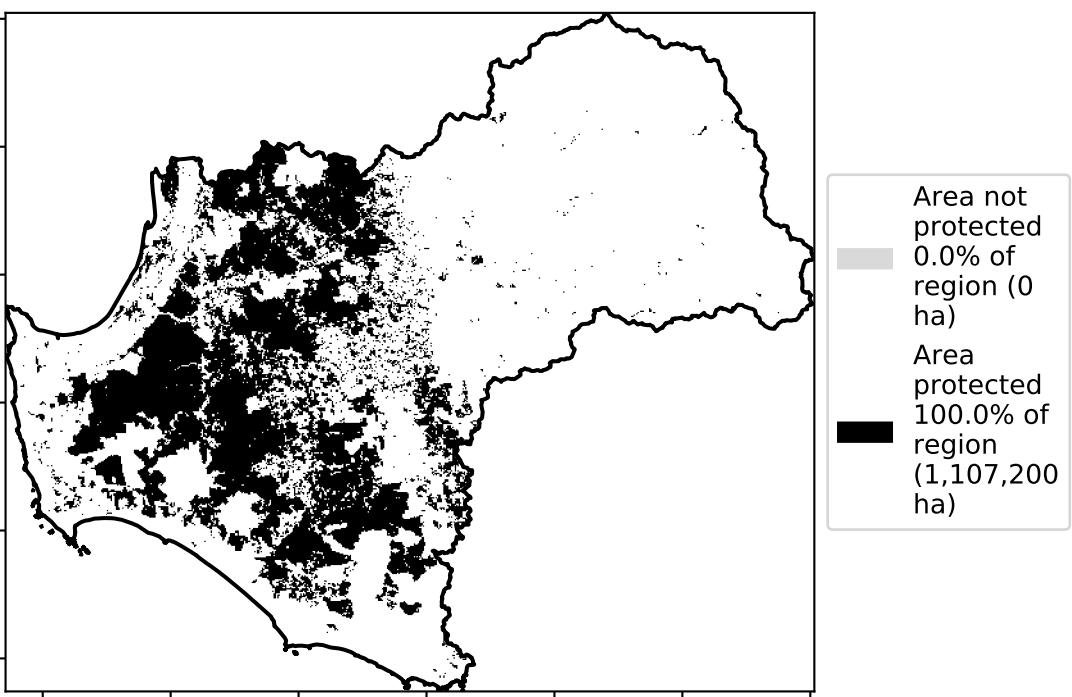 Area not
protected
0.0% of
region (0
ha)
Area
protected
100.0% of
region
(1,107,200
ha)